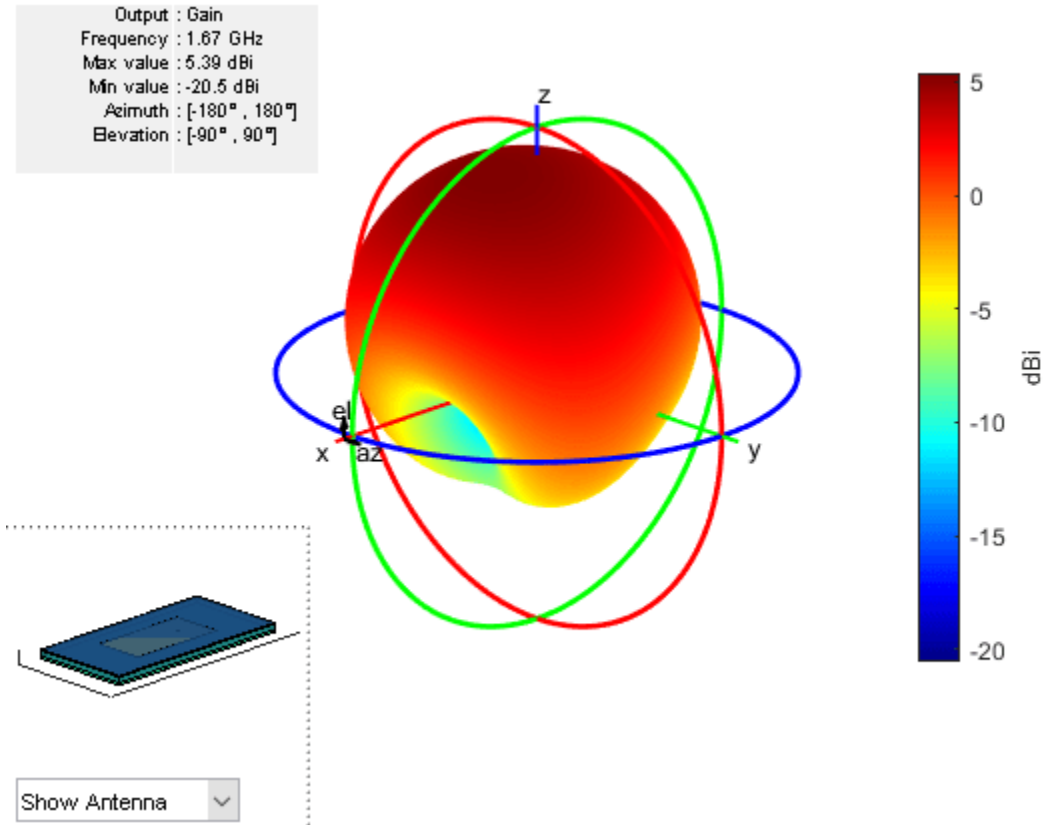 Output : Gain
Frequency : 1.67 GHz
Max value : 5.39 dBi
Min value : -20.5 dBi
Azimuth : [-180° , 180°]
Elevation : [-90° , 90°]
z
x
el
az
y
5
0
-5
-10
-15
-20
dBi
Show Antenna